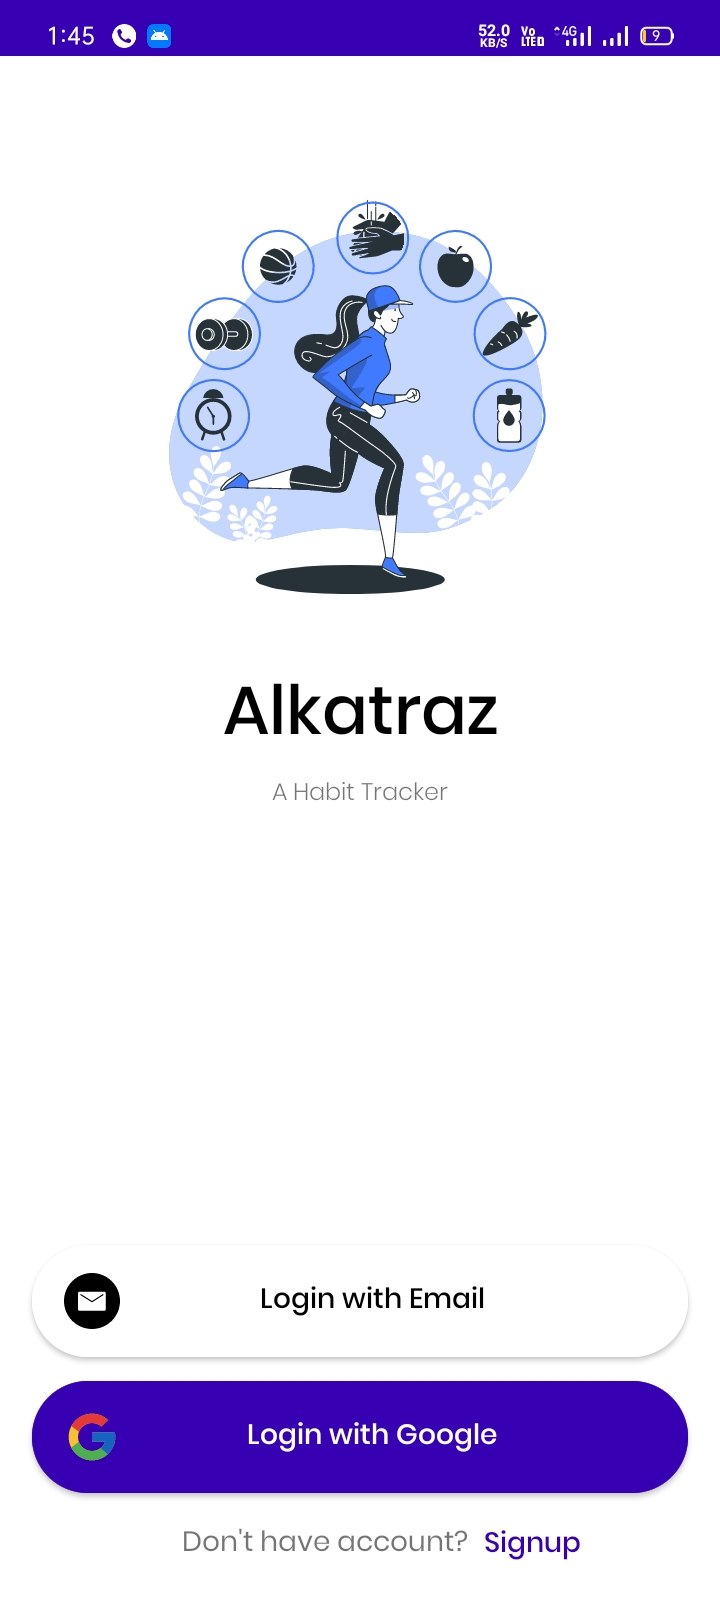 1:45 52.0 KB/S Vo LTED 4G 9
Alkatraz
A Habit Tracker
Login with Email
Login with Google
Don't have account? Signup